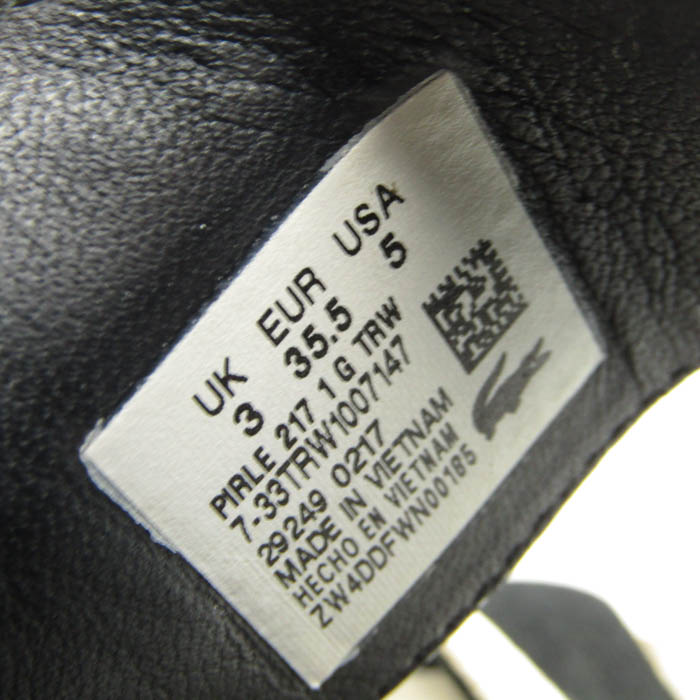 UK EUR USA
3 35.5 5
PIRLE 217 1 G TRW
7-33TRW1007147
29249 0217
MADE IN VIETNAM
HECHO EN VIETNAM
ZW4DDFWN00185